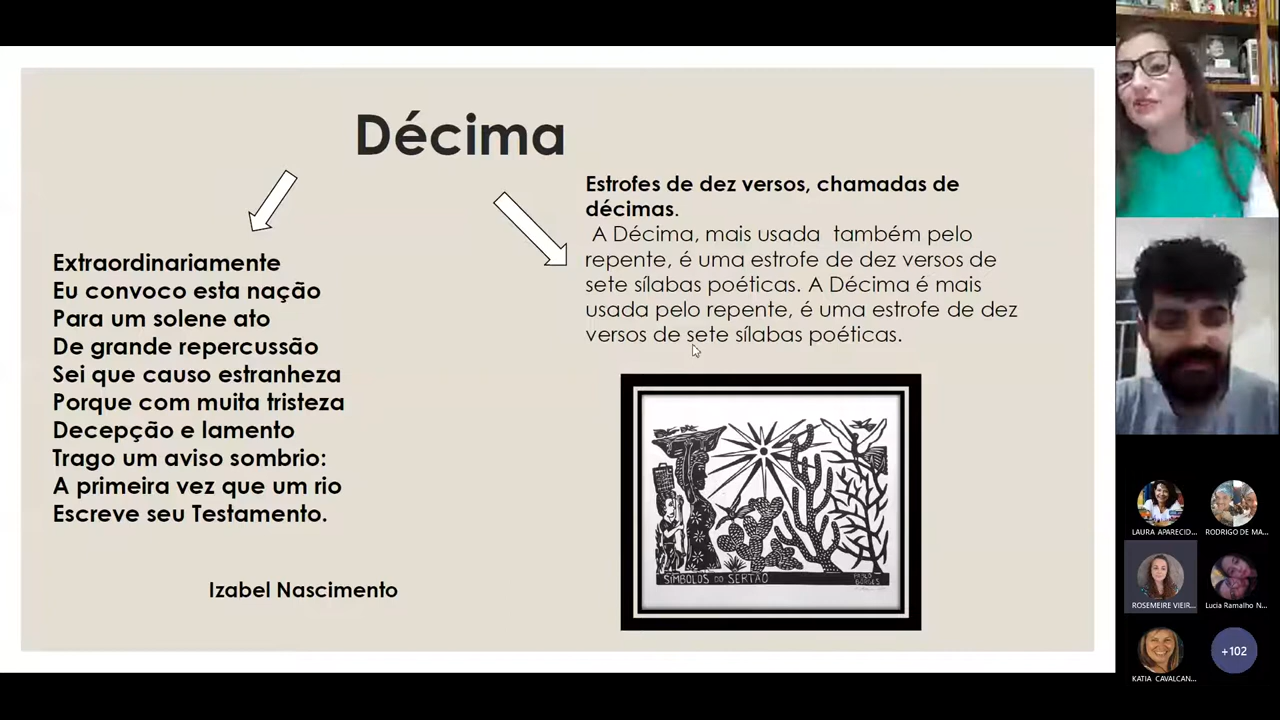 Décima
Extraordinariamente
Eu convoco esta nação
Para um solene ato
De grande repercussão
Sei que causo estranheza
Porque com muita tristeza
Decepção e lamento
Trago um aviso sombrio:
A primeira vez que um rio
Escreve seu Testamento.
Izabel Nascimento
Estrofes de dez versos, chamadas de
décimas.
A Décima, mais usada também pelo
repente, é uma estrofe de dez versos de
sete sílabas poéticas. A Décima é mais
usada pelo repente, é uma estrofe de dez
versos de sete sílabas poéticas.
SÍMBOLOS DO SERTÃO
BORGES
LAURA APARECID...
RODRIGO DE MA...
ROSEMEIRE VIEIR...
Lucia Ramalho N...
KATIA CAVALCAN...
+102